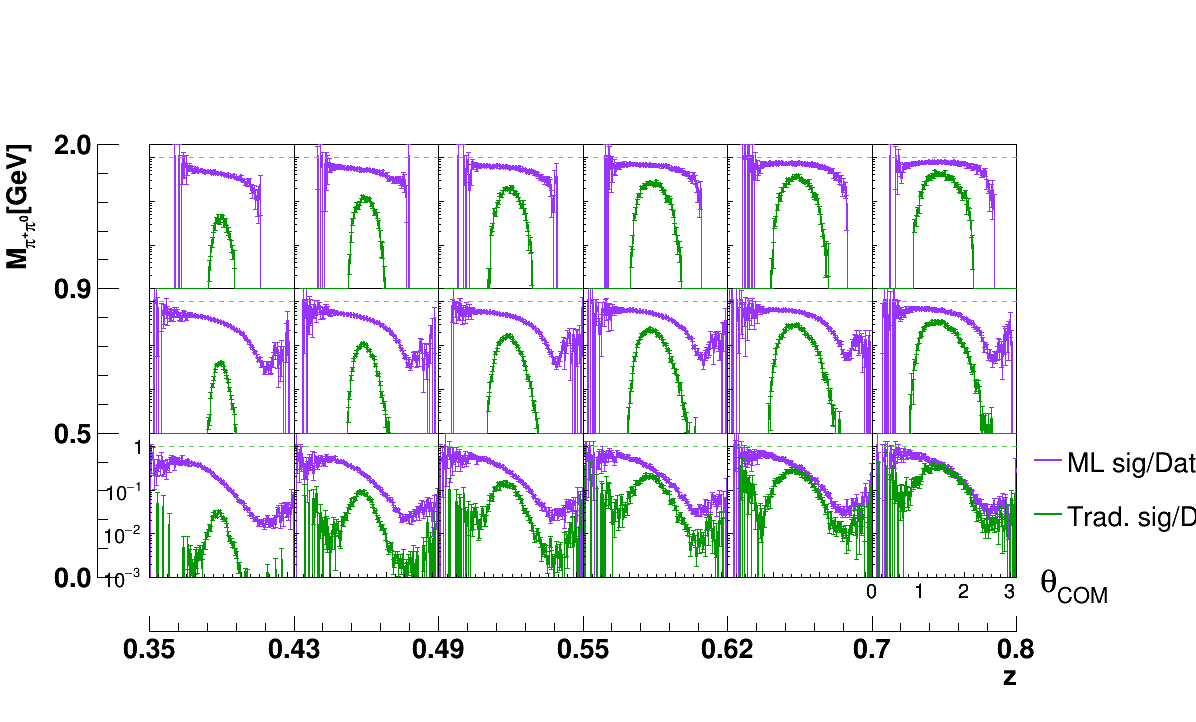 M π⁺π⁰ [GeV]
2.0
0.9
0.5
0.0
1
10⁻¹
10⁻²
10⁻³
ML sig/Dat
Trad. sig/D
0 1 2 3
θCOM
0.35 0.43 0.49 0.55 0.62 0.7 0.8
z